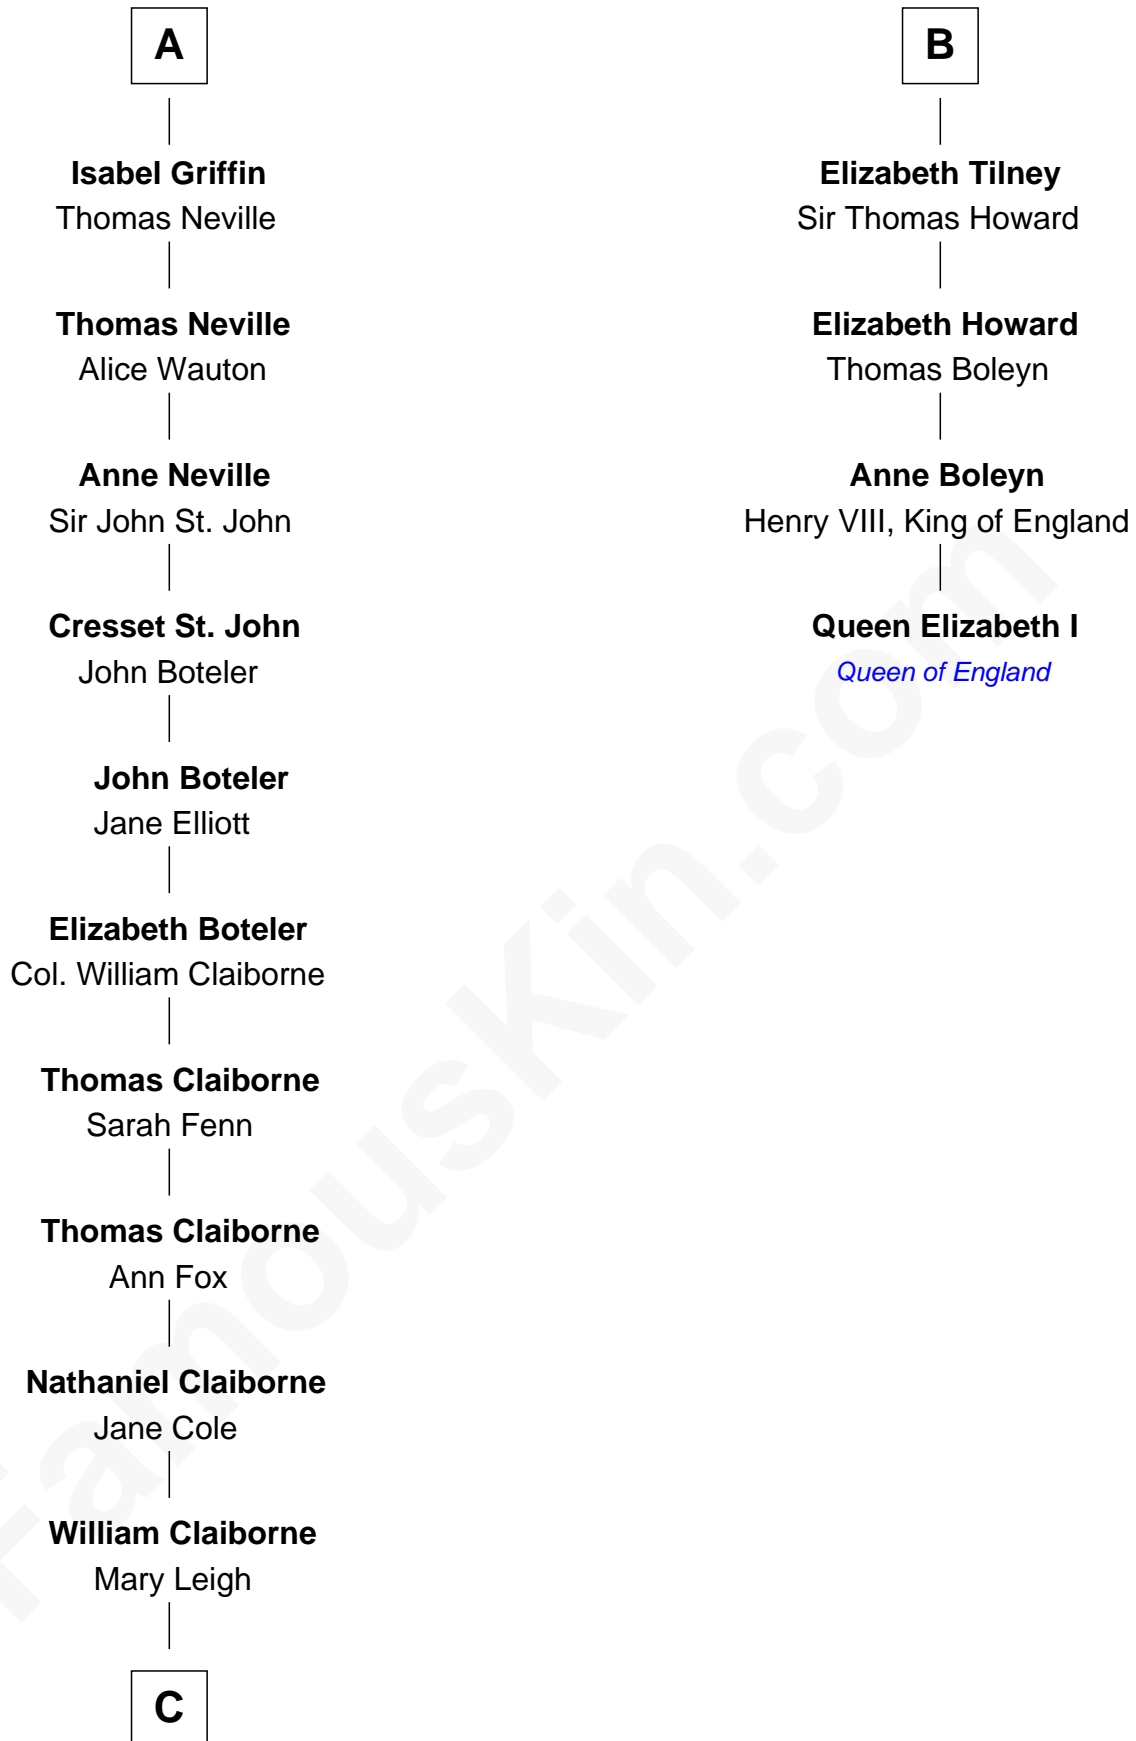 A
Isabel Griffin
Thomas Neville
Thomas Neville
Alice Wauton
Anne Neville
Sir John St. John
Cresset St. John
John Boteler
John Boteler
Jane Elliott
Elizabeth Boteler
Col. William Claiborne
Thomas Claiborne
Sarah Fenn
Thomas Claiborne
Ann Fox
Nathaniel Claiborne
Jane Cole
William Claiborne
Mary Leigh
C
B
Elizabeth Tilney
Sir Thomas Howard
Elizabeth Howard
Thomas Boleyn
Anne Boleyn
Henry VIII, King of England
Queen Elizabeth I
Queen of England
FamousKin.com